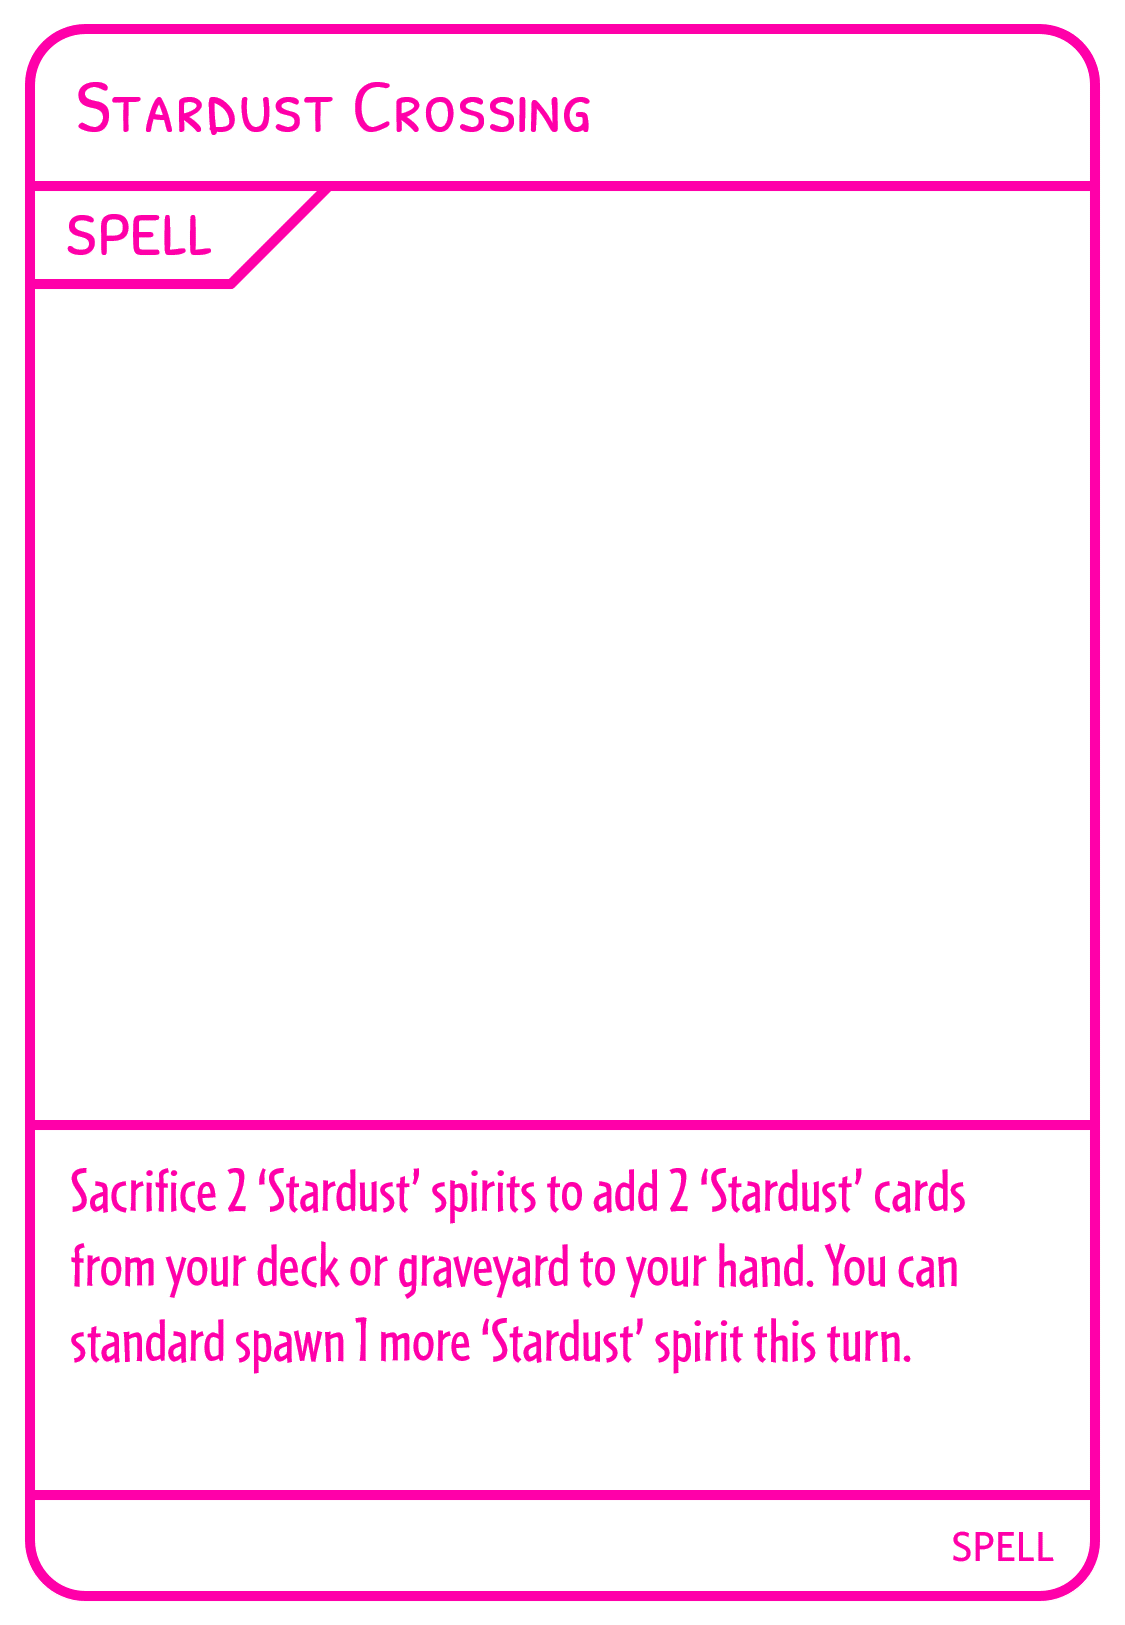 Stardust Crossing
SPELL
Sacrifice 2 ‘Stardust’ spirits to add 2 ‘Stardust’ cards
from your deck or graveyard to your hand. You can
standard spawn 1 more ‘Stardust’ spirit this turn.
SPELL